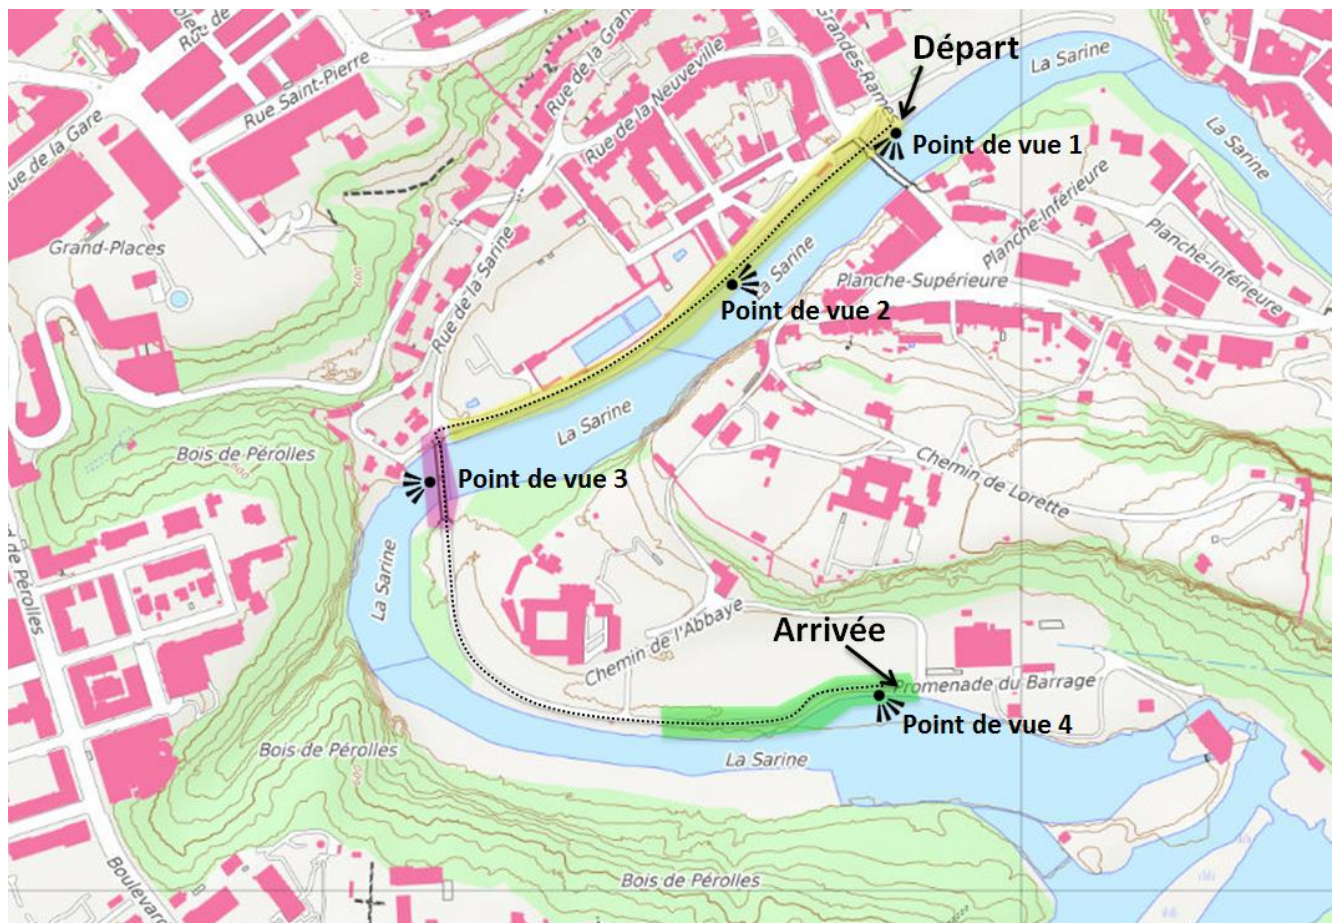 Rue Saint-Pierre
Rue de la Gare
Rue de la Neuveville
Grandes-Rames
Départ
Point de vue 1
La Sarine
La Sarine
Grand-Places
Rue de la Sarine
La Sarine
Point de vue 2
Planche-Supérieure
Planche-Inférieure
Planche-Inférieure
600
La Sarine
Bois de Pérolles
600
Point de vue 3
Chemin de Lorette
600
La Sarine
Chemin de l'Abbaye
Arrivée
Promenade du Barrage
Point de vue 4
La Sarine
Bois de Pérolles
600
de Pérolles
Boulevard
Bois de Pérolles